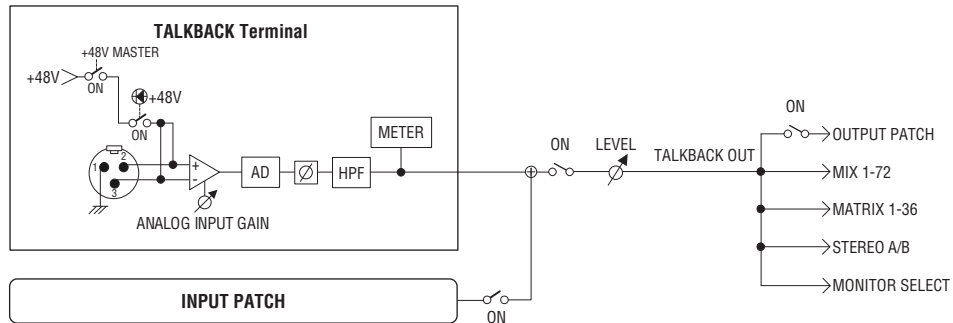 TALKBACK Terminal
+48V MASTER
+48V
ON
+48V
ON
METER
1
2
3
+
-
AD
Ø
HPF
ANALOG INPUT GAIN
ON
LEVEL
TALKBACK OUT
ON
OUTPUT PATCH
MIX 1-72
MATRIX 1-36
STEREO A/B
MONITOR SELECT
INPUT PATCH
ON